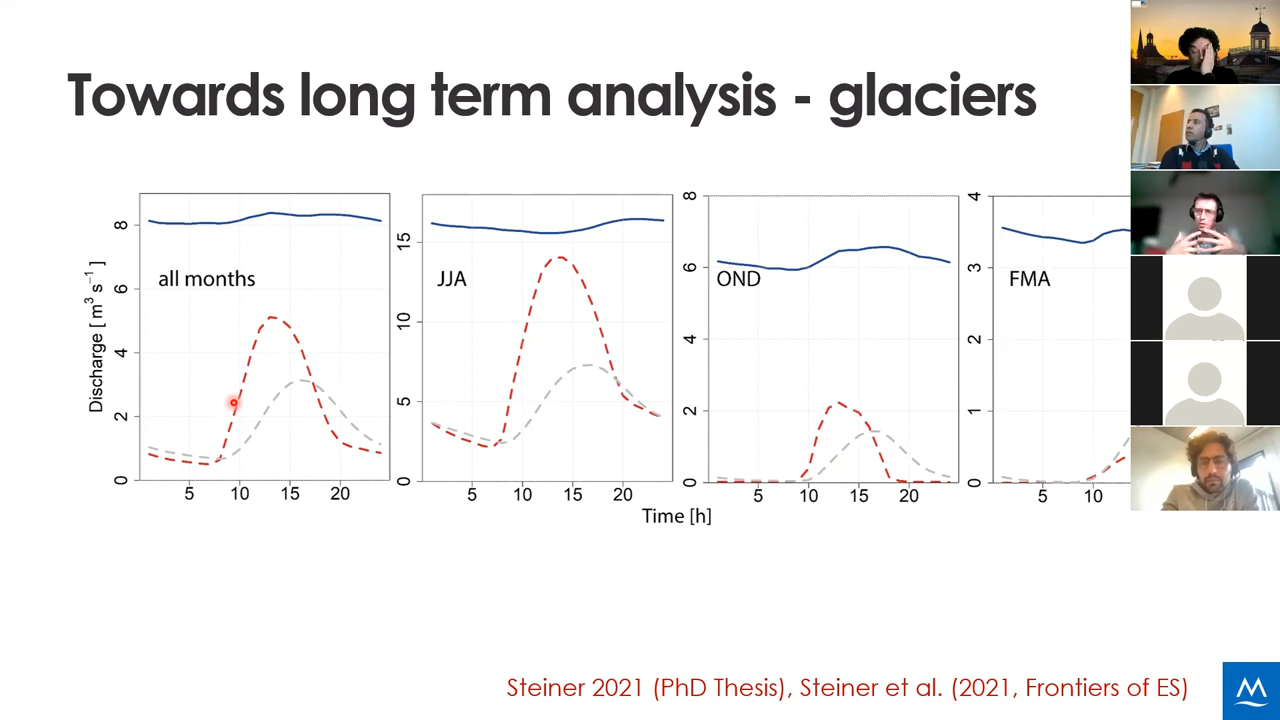 Towards long term analysis - glaciers
Discharge [ m³ s⁻¹ ]
8
6
4
2
0
all months
5 10 15 20
15
10
5
0
JJA
5 10 15 20
8
6
4
2
0
OND
5 10 15 20
4
3
2
1
0
FMA
5 10
Time [h]
Steiner 2021 (PhD Thesis), Steiner et al. (2021, Frontiers of ES)